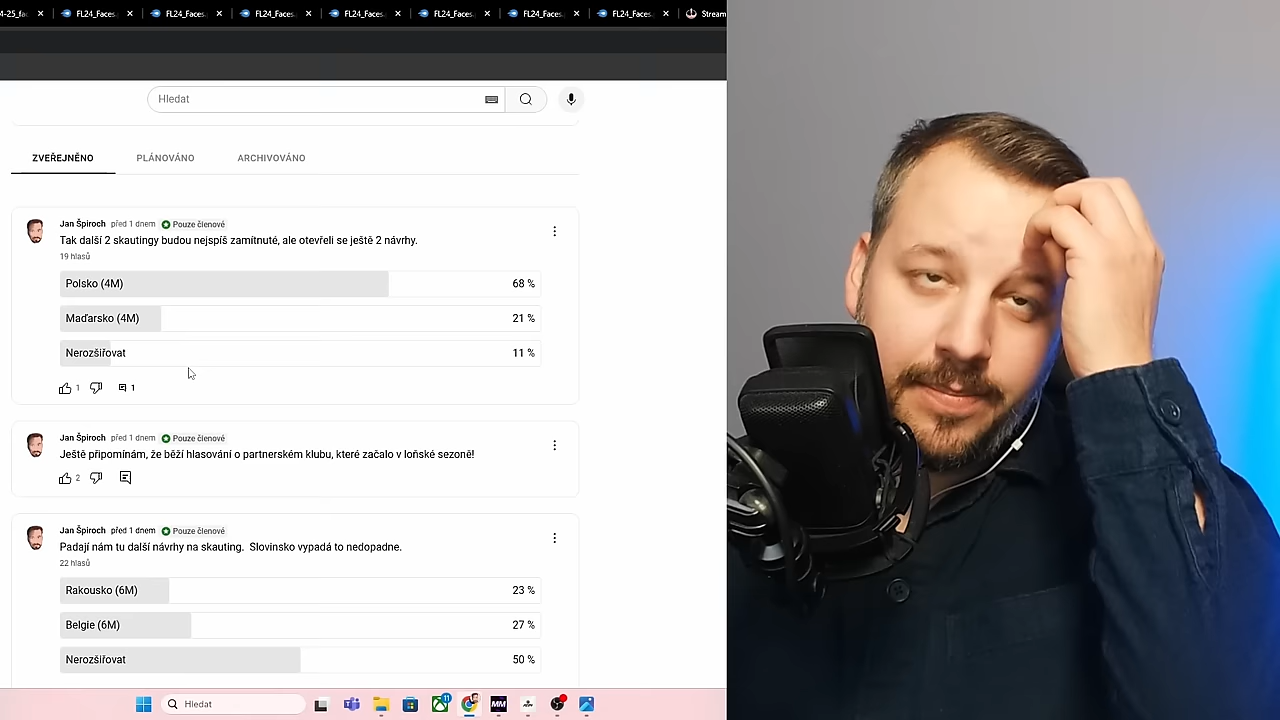 FL24_Faces
FL24_Faces
FL24_Faces
FL24_Faces
FL24_Faces
FL24_Faces
FL24_Faces
Stream
Hledat
ZVEŘEJNĚNO
PLÁNOVÁNO
ARCHIVOVÁNO
Jan Špiroch před 1 dnem Pouze členové
Tak další 2 skautingy budou nejspíš zamítnuté, ale otevřeli se ještě 2 návrhy.
19 hlasů
Polsko (4M) 68 %
Maďarsko (4M) 21 %
Nerozšiřovat 11 %
1
1
Jan Špiroch před 1 dnem Pouze členové
Ještě připomínám, že běží hlasování o partnerském klubu, které začalo v loňské sezoně!
2
Jan Špiroch před 1 dnem Pouze členové
Padají nám tu další návrhy na skauting. Slovinsko vypadá to nedopadne.
22 hlasů
Rakousko (6M) 23 %
Belgie (6M) 27 %
Nerozšiřovat 50 %
Hledat
11
MM